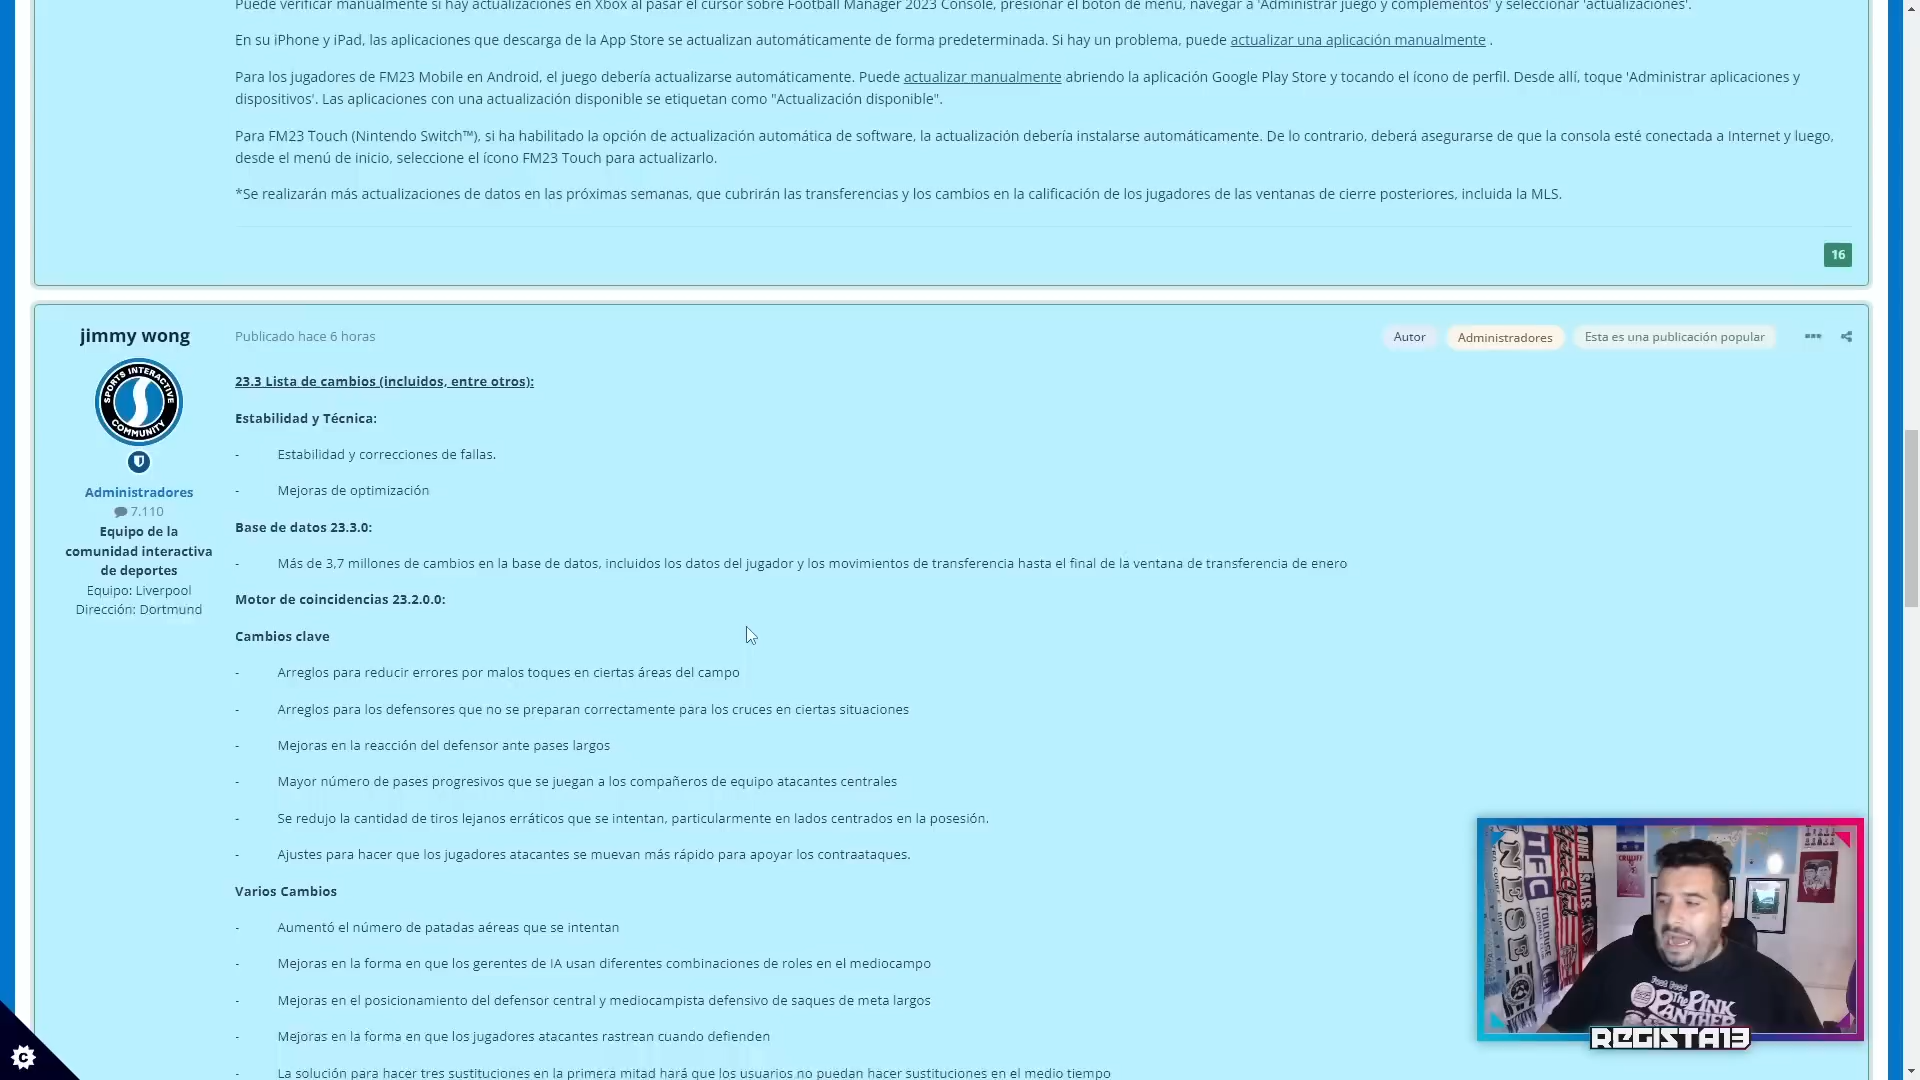 Puede verificar manualmente si hay actualizaciones en Xbox al pasar el cursor sobre Football Manager 2023 Console, presionar el botón de menú, navegar a 'Administrar juego y complementos' y seleccionar 'actualizaciones'.
En su iPhone y iPad, las aplicaciones que descarga de la App Store se actualizan automáticamente de forma predeterminada. Si hay un problema, puede actualizar una aplicación manualmente .
Para los jugadores de FM23 Mobile en Android, el juego debería actualizarse automáticamente. Puede actualizar manualmente abriendo la aplicación Google Play Store y tocando el ícono de perfil. Desde allí, toque 'Administrar aplicaciones y
dispositivos'. Las aplicaciones con una actualización disponible se etiquetan como "Actualización disponible".
Para FM23 Touch (Nintendo Switch™), si ha habilitado la opción de actualización automática de software, la actualización debería instalarse automáticamente. De lo contrario, deberá asegurarse de que la consola esté conectada a Internet y luego,
desde el menú de inicio, seleccione el ícono FM23 Touch para actualizarlo.
*Se realizarán más actualizaciones de datos en las próximas semanas, que cubrirán las transferencias y los cambios en la calificación de los jugadores de las ventanas de cierre posteriores, incluida la MLS.
16
jimmy wong
Publicado hace 6 horas
Autor
Administradores
Esta es una publicación popular
SPORTS INTERACTIVE
COMMUNITY
Administradores
7.110
Equipo de la
comunidad interactiva
de deportes
Equipo: Liverpool
Dirección: Dortmund
23.3 Lista de cambios (incluidos, entre otros):
Estabilidad y Técnica:
- Estabilidad y correcciones de fallas.
- Mejoras de optimización
Base de datos 23.3.0:
- Más de 3,7 millones de cambios en la base de datos, incluidos los datos del jugador y los movimientos de transferencia hasta el final de la ventana de transferencia de enero
Motor de coincidencias 23.2.0.0:
Cambios clave
- Arreglos para reducir errores por malos toques en ciertas áreas del campo
- Arreglos para los defensores que no se preparan correctamente para los cruces en ciertas situaciones
- Mejoras en la reacción del defensor ante pases largos
- Mayor número de pases progresivos que se juegan a los compañeros de equipo atacantes centrales
- Se redujo la cantidad de tiros lejanos erráticos que se intentan, particularmente en lados centrados en la posesión.
- Ajustes para hacer que los jugadores atacantes se muevan más rápido para apoyar los contraataques.
Varios Cambios
- Aumentó el número de patadas aéreas que se intentan
- Mejoras en la forma en que los gerentes de IA usan diferentes combinaciones de roles en el mediocampo
- Mejoras en el posicionamiento del defensor central y mediocampista defensivo de saques de meta largos
- Mejoras en la forma en que los jugadores atacantes rastrean cuando defienden
- La solución para hacer tres sustituciones en la primera mitad hará que los usuarios no puedan hacer sustituciones en el medio tiempo
TFC
The PINK
PANTHER
REGISTA13